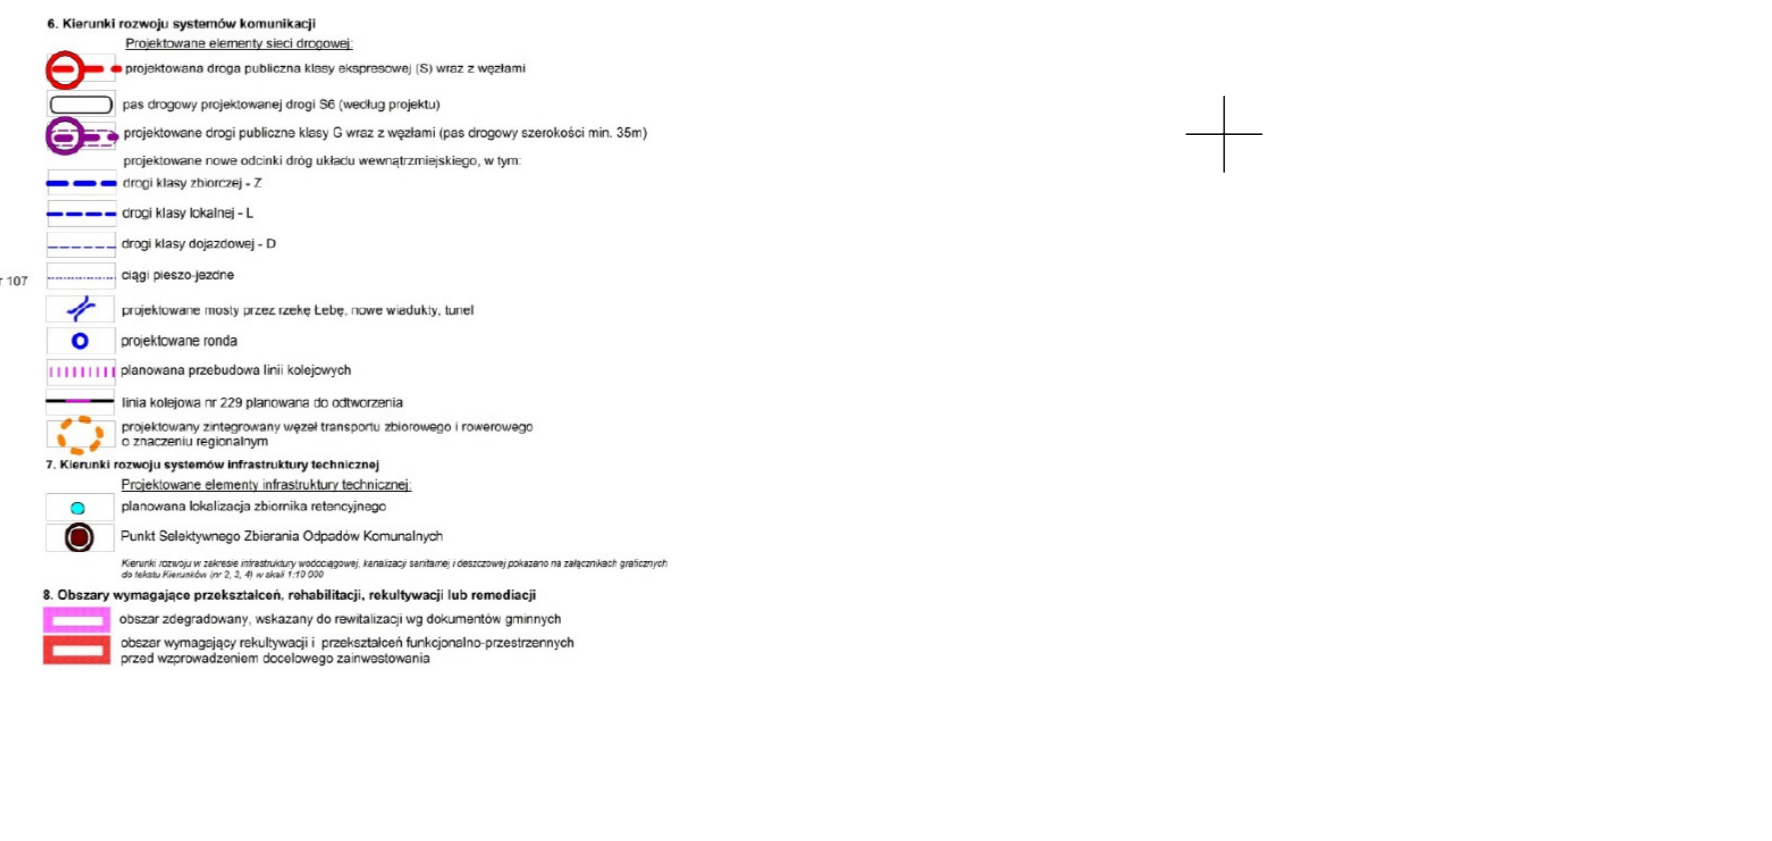 6. Kierunki rozwoju systemów komunikacji
Projektowane elementy sieci drogowej:
projektowana droga publiczna klasy ekspresowej (S) wraz z węzłami
pas drogowy projektowanej drogi S6 (według projektu)
projektowane drogi publiczne klasy G wraz z węzłami (pas drogowy szerokości min. 35m)
projektowane nowe odcinki dróg układu wewnątrzmiejskiego, w tym:
drogi klasy zbiorczej - Z
drogi klasy lokalnej - L
drogi klasy dojazdowej - D
ciągi pieszo-jezdne
r 107
projektowane mosty przez rzekę Łebę, nowe wiadukty, tunel
projektowane ronda
planowana przebudowa linii kolejowych
linia kolejowa nr 229 planowana do odtworzenia
projektowany zintegrowany węzeł transportu zbiorowego i rowerowego
o znaczeniu regionalnym
7. Kierunki rozwoju systemów infrastruktury technicznej
Projektowane elementy infrastruktury technicznej:
planowana lokalizacja zbiornika retencyjnego
Punkt Selektywnego Zbierania Odpadów Komunalnych
Kierunki rozwoju w zakresie infrastruktury wodociągowej, kanalizacji sanitarnej i deszczowej pokazano na załącznikach graficznych
do tekstu Kierunków (nr 2, 3, 4) w skali 1:10 000
8. Obszary wymagające przekształceń, rehabilitacji, rekultywacji lub remediacji
obszar zdegradowany, wskazany do rewitalizacji wg dokumentów gminnych
obszar wymagający rekultywacji i przekształceń funkcjonalno-przestrzennych
przed wzprowadzeniem docelowego zainwestowania